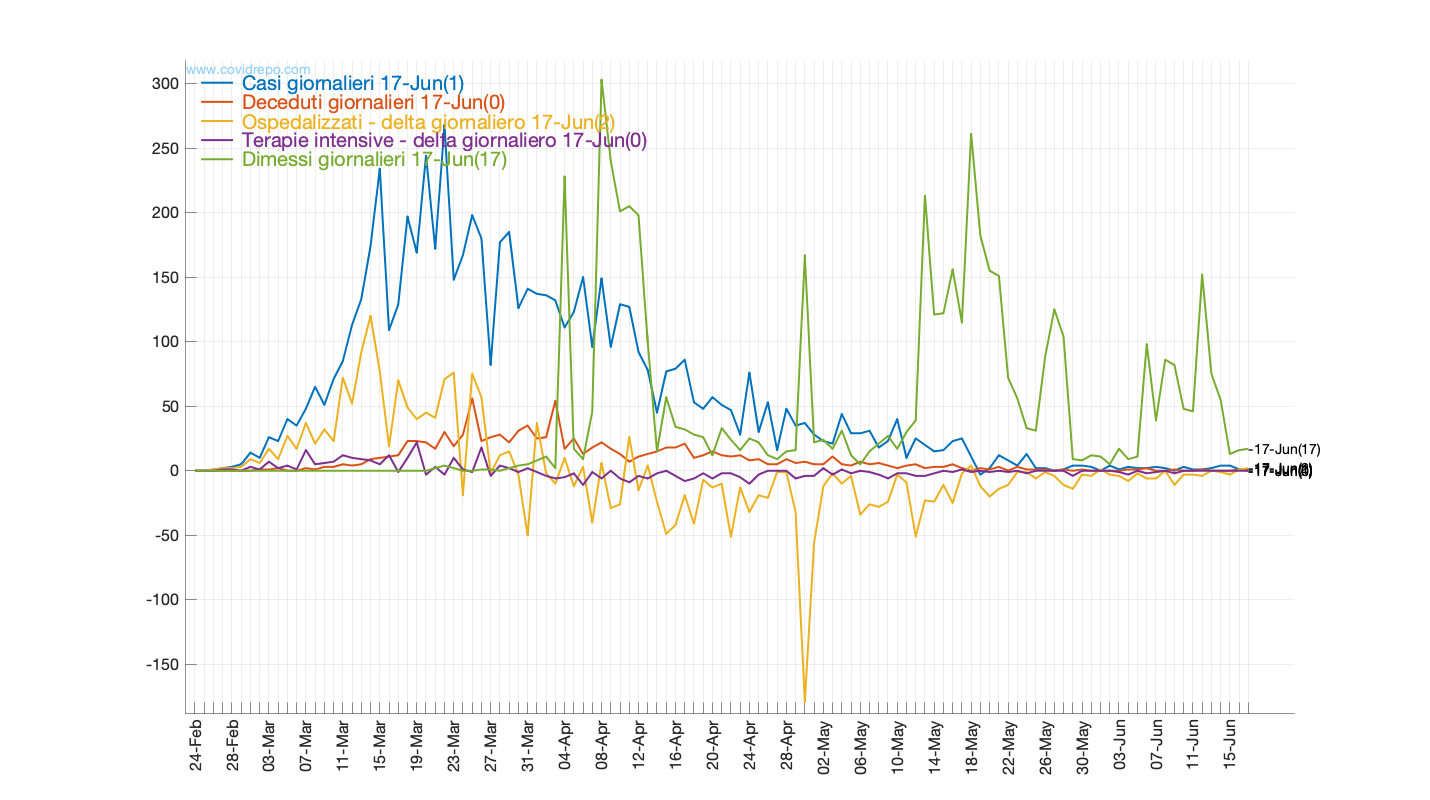 www.covidrepo.com
Casi giornalieri 17-Jun(1)
Deceduti giornalieri 17-Jun(0)
Ospedalizzati - delta giornaliero 17-Jun(2)
Terapie intensive - delta giornaliero 17-Jun(0)
Dimessi giornalieri 17-Jun(17)
300
250
200
150
100
50
0
-50
-100
-150
17-Jun(17)
24-Feb
28-Feb
03-Mar
07-Mar
11-Mar
15-Mar
19-Mar
23-Mar
27-Mar
31-Mar
04-Apr
08-Apr
12-Apr
16-Apr
20-Apr
24-Apr
28-Apr
02-May
06-May
10-May
14-May
18-May
22-May
26-May
30-May
03-Jun
07-Jun
11-Jun
15-Jun